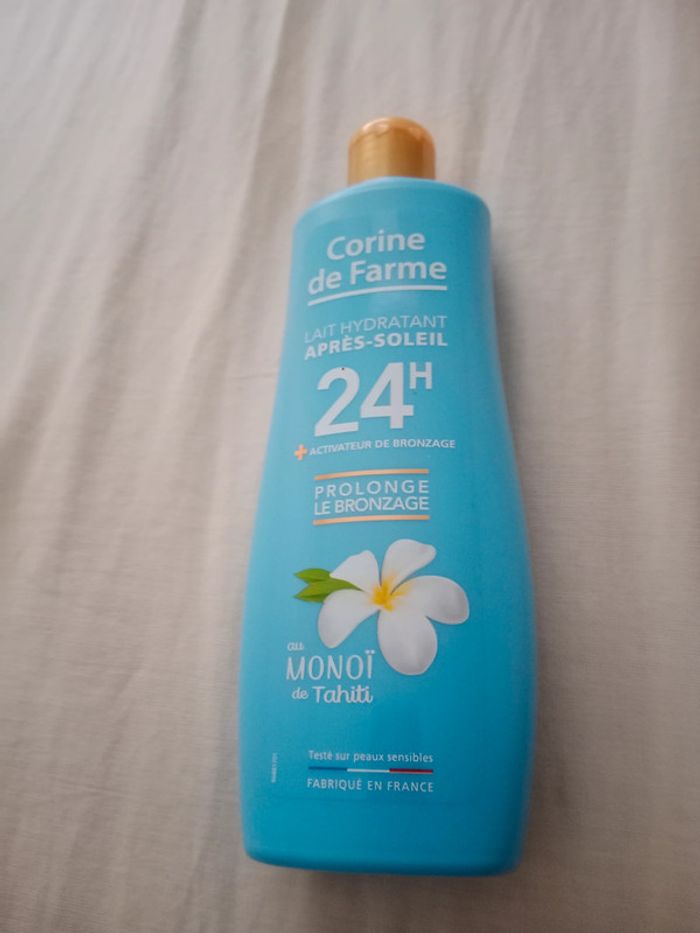 Corine
de Farme
LAIT HYDRATANT
APRÈS-SOLEIL
24H
+ ACTIVATEUR DE BRONZAGE
PROLONGE
LE BRONZAGE
au
MONOÏ
de Tahiti
Testé sur peaux sensibles
FABRIQUÉ EN FRANCE